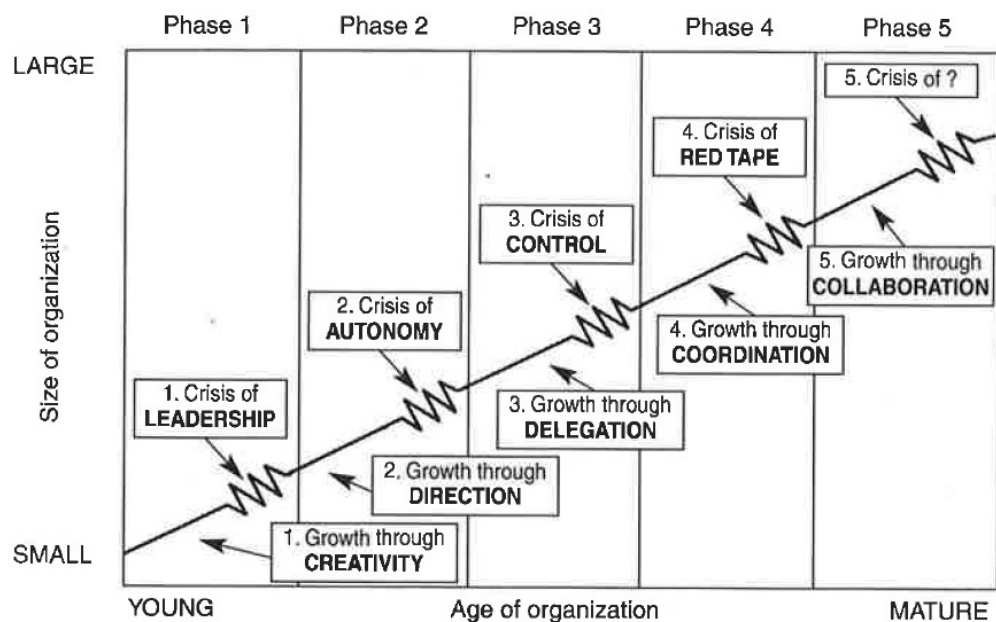 Phase 1 Phase 2 Phase 3 Phase 4 Phase 5
LARGE
5. Crisis of ?
4. Crisis of
RED TAPE
3. Crisis of
CONTROL
5. Growth through
COLLABORATION
2. Crisis of
AUTONOMY
4. Growth through
COORDINATION
Size of organization
1. Crisis of
LEADERSHIP
3. Growth through
DELEGATION
2. Growth through
DIRECTION
1. Growth through
CREATIVITY
SMALL
YOUNG Age of organization MATURE